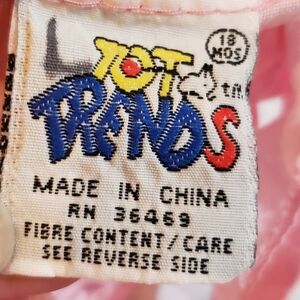 18
MOS
TOT
TRENDS tm
MADE IN CHINA
RN 36469
FIBRE CONTENT/CARE
SEE REVERSE SIDE